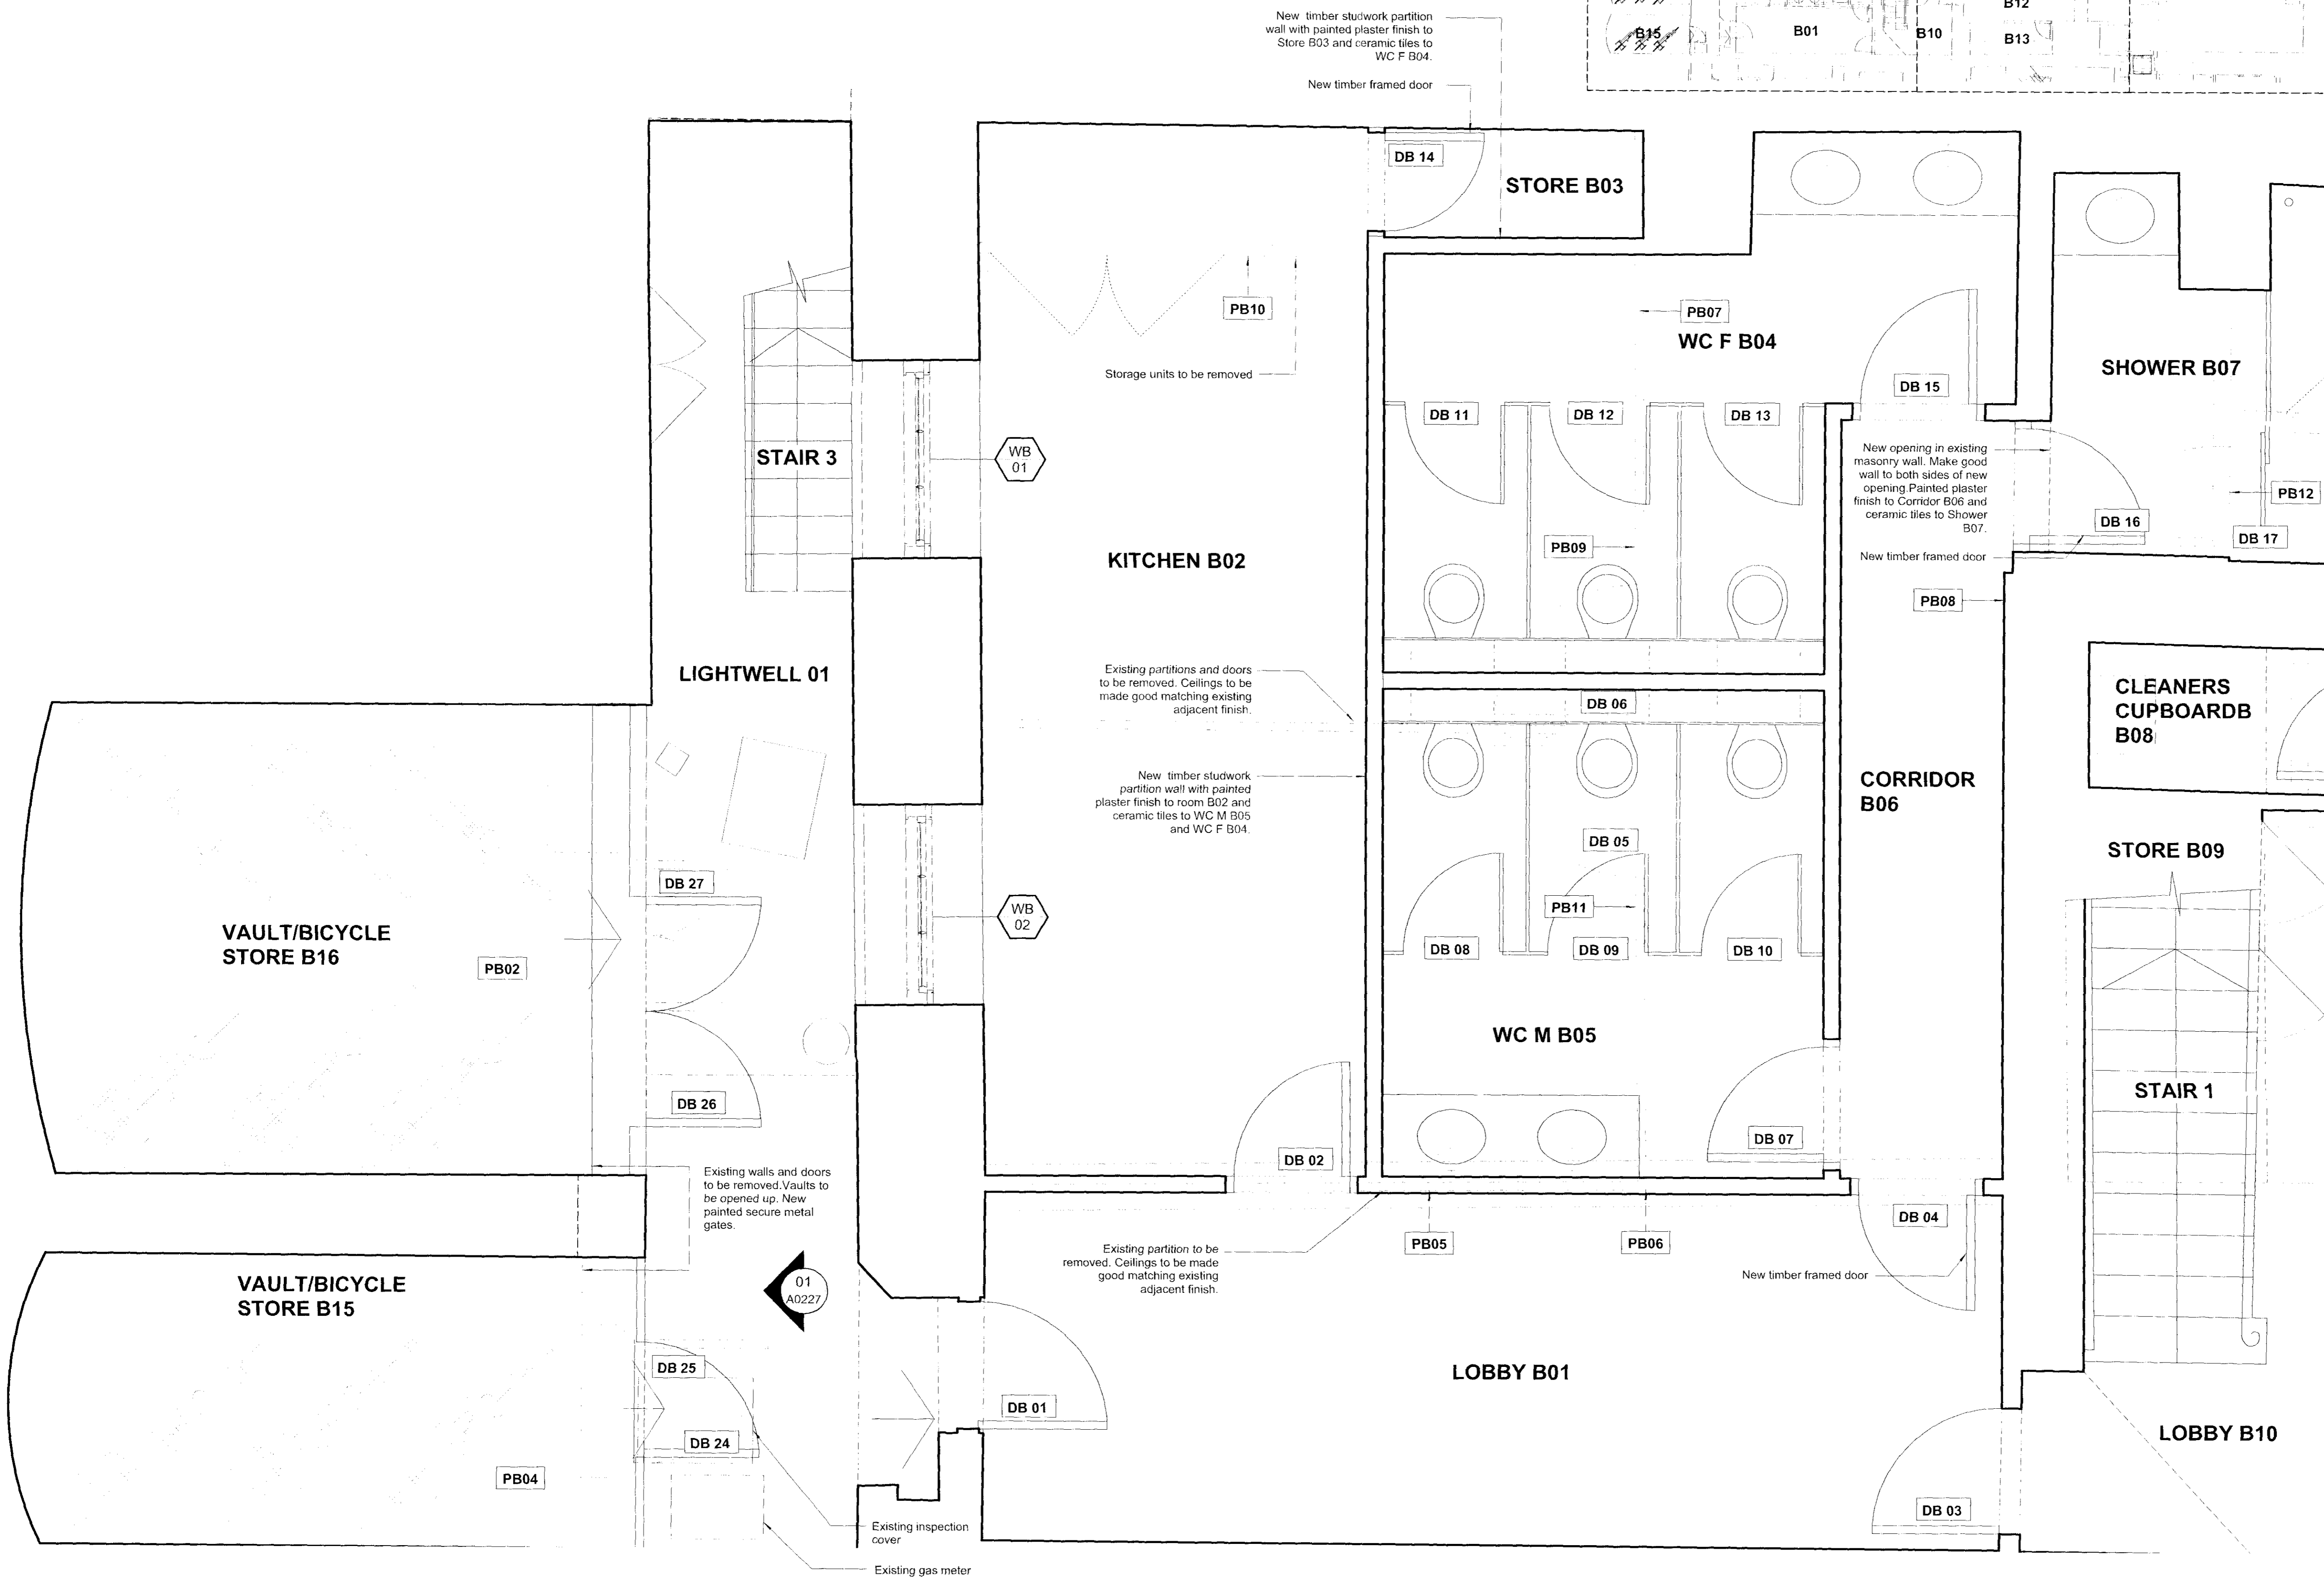 New timber studwork partition
wall with painted plaster finish to
Store B03 and ceramic tiles to
WC F B04.
New timber framed door
B12
B15
B01
B10
B13
DB 14
STORE B03
PB10
Storage units to be removed
PB07
WC F B04
DB 11
DB 12
DB 13
DB 15
SHOWER B07
STAIR 3
WB
01
KITCHEN B02
PB09
New opening in existing
masonry wall. Make good
wall to both sides of new
opening.Painted plaster
finish to Corridor B06 and
ceramic tiles to Shower
B07.
New timber framed door
DB 16
PB12
DB 17
PB08
LIGHTWELL 01
Existing partitions and doors
to be removed. Ceilings to be
made good matching existing
adjacent finish.
DB 06
CLEANERS
CUPBOARDB
B08
New timber studwork
partition wall with painted
plaster finish to room B02 and
ceramic tiles to WC M B05
and WC F B04.
CORRIDOR
B06
DB 05
STORE B09
DB 27
VAULT/BICYCLE
STORE B16
PB02
WB
02
PB11
DB 08
DB 09
DB 10
WC M B05
DB 26
STAIR 1
DB 02
DB 07
Existing walls and doors
to be removed.Vaults to
be opened up. New
painted secure metal
gates.
DB 04
PB05
PB06
Existing partition to be
removed. Ceilings to be made
good matching existing
adjacent finish.
New timber framed door
VAULT/BICYCLE
STORE B15
01
A0227
DB 25
LOBBY B01
DB 01
DB 24
LOBBY B10
PB04
DB 03
Existing inspection
cover
Existing gas meter